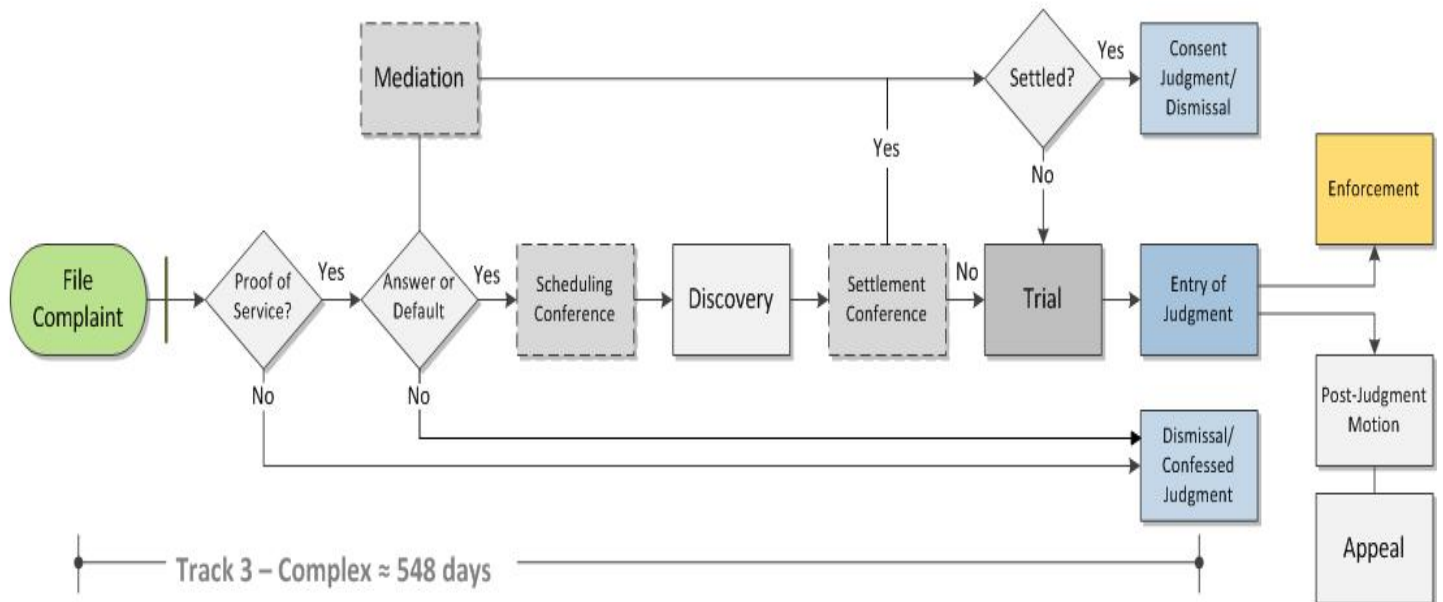 Mediation
Settled?
Yes
Consent
Judgment/
Dismissal
Yes
No
Enforcement
File
Complaint
Proof of
Service?
Yes
Answer or
Default
Yes
Scheduling
Conference
Discovery
Settlement
Conference
No
Trial
Entry of
Judgment
No
No
Post-Judgment
Motion
Dismissal/
Confessed
Judgment
Appeal
Track 3 – Complex ≈ 548 days